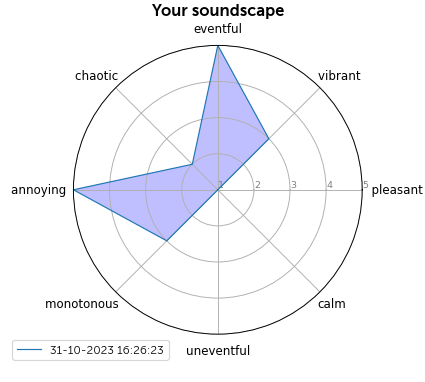 Your soundscape
eventful
chaotic
vibrant
annoying
1 2 3 4 5
pleasant
monotonous
calm
uneventful
31-10-2023 16:26:23